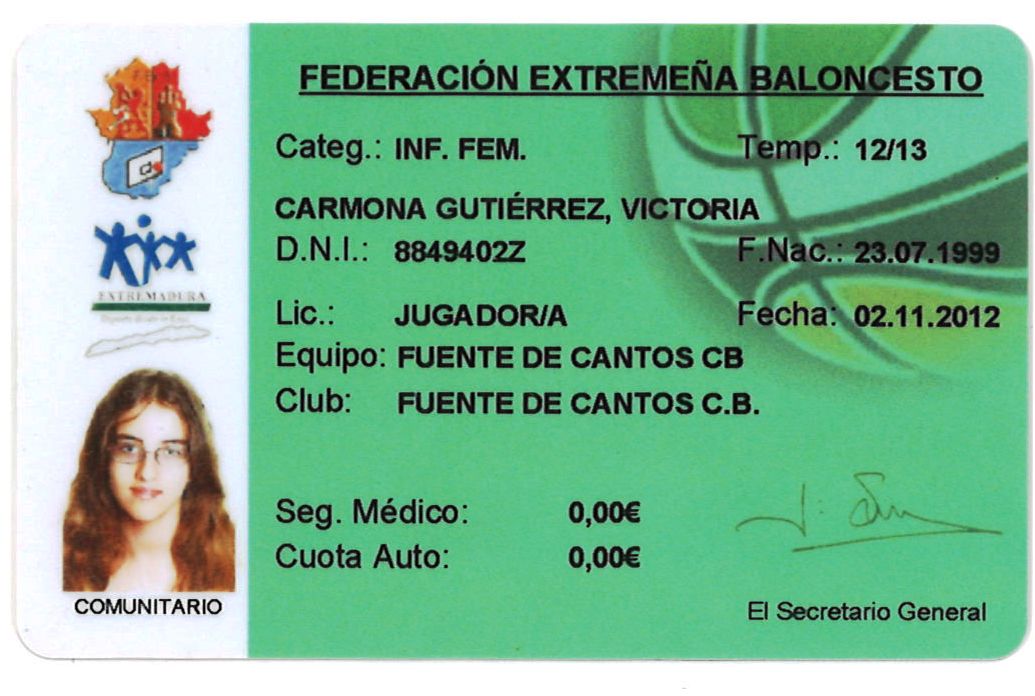 FEDERACIÓN EXTREMEÑA BALONCESTO
Categ.: INF. FEM. Temp.: 12/13
CARMONA GUTIÉRREZ, VICTORIA
D.N.I.: 8849402Z F.Nac.: 23.07.1999
Lic.: JUGADOR/A Fecha: 02.11.2012
Equipo: FUENTE DE CANTOS CB
Club: FUENTE DE CANTOS C.B.
Seg. Médico: 0,00€
Cuota Auto: 0,00€
El Secretario General
EXTREMADURA
COMUNITARIO